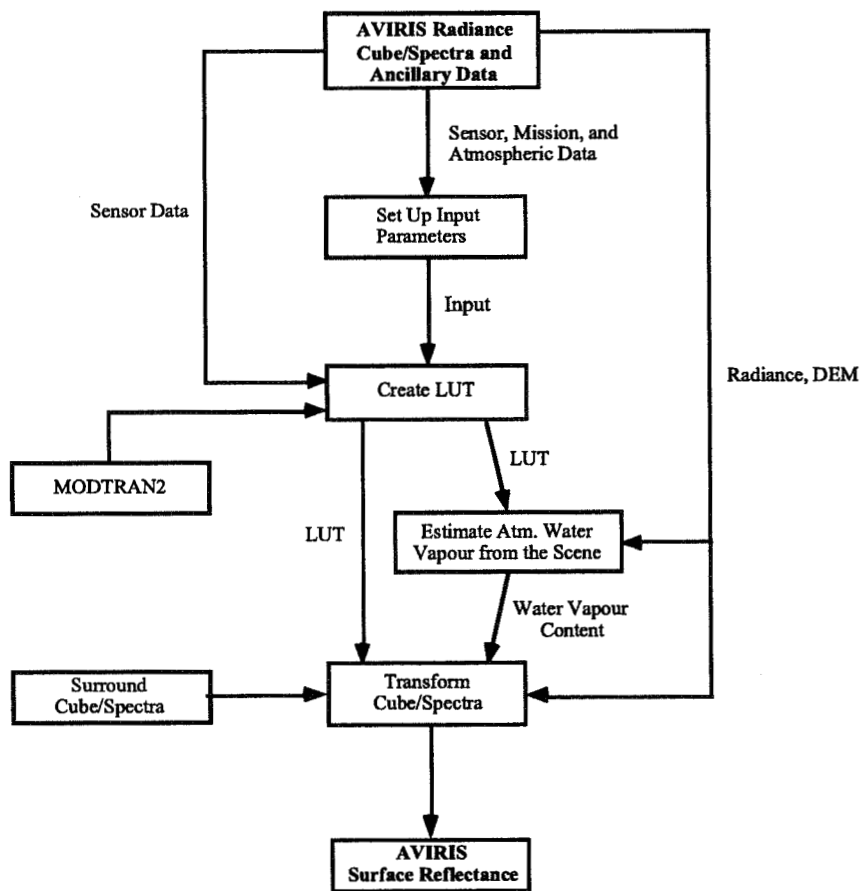 AVIRIS Radiance
Cube/Spectra and
Ancillary Data
Sensor, Mission, and
Atmospheric Data
Sensor Data
Set Up Input
Parameters
Input
Radiance, DEM
Create LUT
MODTRAN2
LUT
LUT
Estimate Atm. Water
Vapour from the Scene
Water Vapour
Content
Surround
Cube/Spectra
Transform
Cube/Spectra
AVIRIS
Surface Reflectance